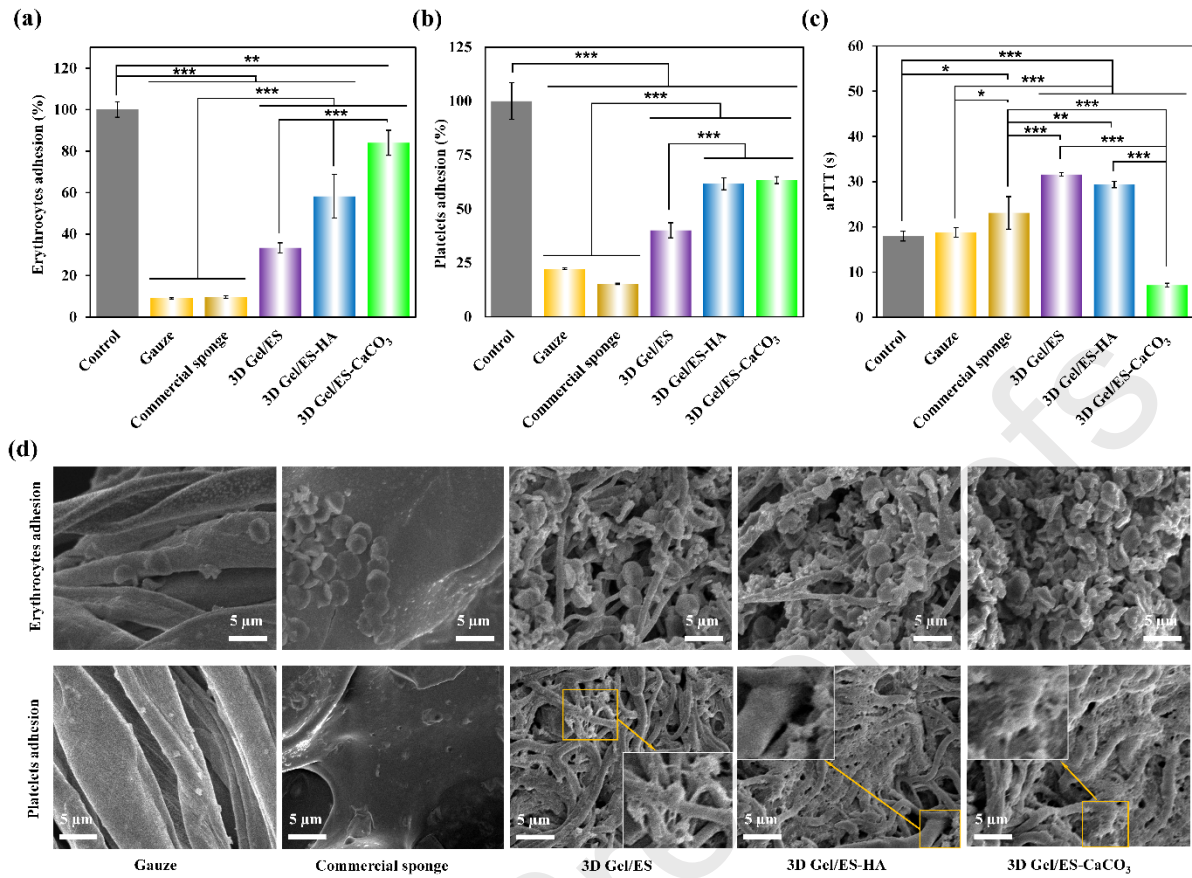 (a)
Erythrocytes adhesion (%)
120
100
80
60
40
20
0
**
***
***
***
Control
Gauze
Commercial sponge
3D Gel/ES
3D Gel/ES-HA
3D Gel/ES-CaCO₃
(b)
Platelets adhesion (%)
125
100
75
50
25
0
***
***
***
Control
Gauze
Commercial sponge
3D Gel/ES
3D Gel/ES-HA
3D Gel/ES-CaCO₃
(c)
aPTT (s)
60
50
40
30
20
10
0
***
*
***
*
***
**
***
***
***
Control
Gauze
Commercial sponge
3D Gel/ES
3D Gel/ES-HA
3D Gel/ES-CaCO₃
(d)
Erythrocytes adhesion
5 µm
5 µm
5 µm
5 µm
5 µm
Platelets adhesion
5 µm
5 µm
5 µm
5 µm
5 µm
Gauze
Commercial sponge
3D Gel/ES
3D Gel/ES-HA
3D Gel/ES-CaCO₃